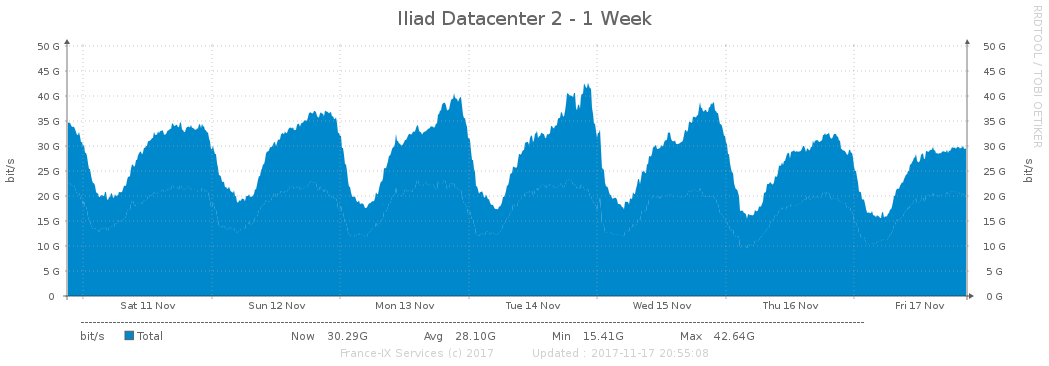 Iliad Datacenter 2 - 1 Week
RRDTOOL / TOBI OETIKER
50 G 50 G
45 G 45 G
40 G 40 G
35 G 35 G
30 G 30 G
25 G 25 G
20 G 20 G
15 G 15 G
10 G 10 G
5 G 5 G
0 0 G
bit/s
bit/s
Sat 11 Nov Sun 12 Nov Mon 13 Nov Tue 14 Nov Wed 15 Nov Thu 16 Nov Fri 17 Nov
bit/s Total Now 30.29G Avg 28.10G Min 15.41G Max 42.64G
France-IX Services (c) 2017 Updated : 2017-11-17 20:55:08